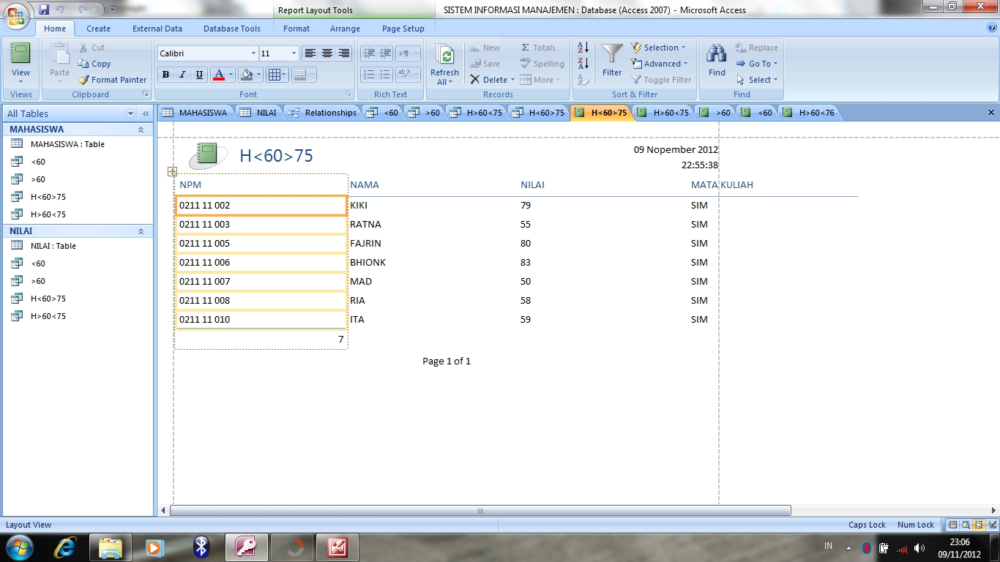 Report Layout Tools SISTEM INFORMASI MANAJEMEN : Database (Access 2007) - Microsoft Access
Home Create External Data Database Tools Format Arrange Page Setup
View
Views
Paste
Cut
Copy
Format Painter
Clipboard
Calibri 11
B I U A
Font
Rich Text
Refresh All
New
Save
Delete
Σ Totals
Spelling
More
Records
Filter
Selection
Advanced
Toggle Filter
Sort & Filter
Find
Replace
Go To
Select
Find
All Tables
MAHASISWA NILAI Relationships <60 >60 H>60<75 H<60>75 H<60>75 H>60<75 >60 <60 H>60<76
MAHASISWA
MAHASISWA : Table
<60
>60
H<60>75
H>60<75
NILAI
NILAI : Table
<60
>60
H<60>75
H>60<75
H<60>75
09 Nopember 2012
22:55:38
NPM NAMA NILAI MATA KULIAH
0211 11 002 KIKI 79 SIM
0211 11 003 RATNA 55 SIM
0211 11 005 FAJRIN 80 SIM
0211 11 006 BHIONK 83 SIM
0211 11 007 MAD 50 SIM
0211 11 008 RIA 58 SIM
0211 11 010 ITA 59 SIM
7
Page 1 of 1
Layout View Caps Lock Num Lock
IN
23:06
09/11/2012